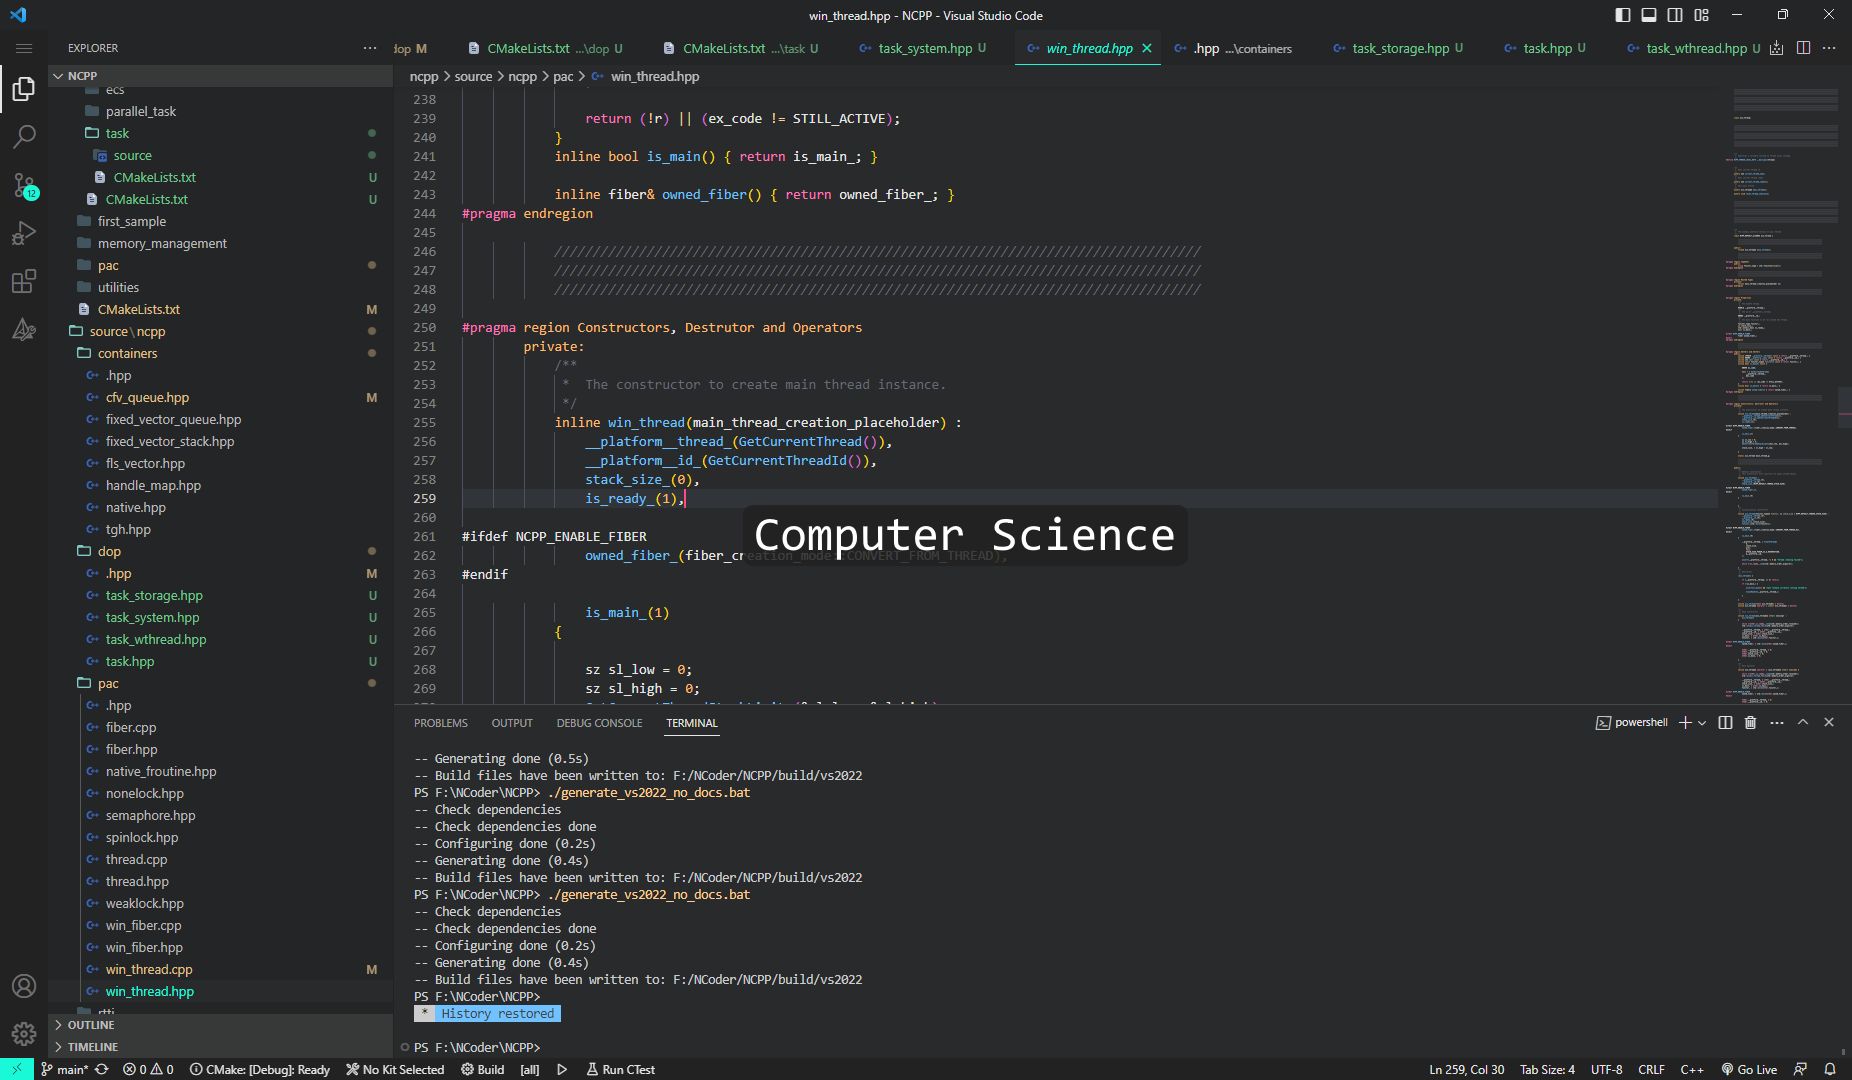 win_thread.hpp - NCPP - Visual Studio Code
EXPLORER
dop M
CMakeLists.txt ...\dop U
CMakeLists.txt ...\task U
task_system.hpp U
win_thread.hpp
.hpp ...\containers
task_storage.hpp U
task.hpp U
task_wthread.hpp U
NCPP
ncpp > source > ncpp > pac > win_thread.hpp
ecs
parallel_task
task
source
CMakeLists.txt U
CMakeLists.txt U
first_sample
memory_management
pac
utilities
CMakeLists.txt M
source\ncpp
containers
.hpp
cfv_queue.hpp M
fixed_vector_queue.hpp
fixed_vector_stack.hpp
fls_vector.hpp
handle_map.hpp
native.hpp
tgh.hpp
dop
.hpp M
task_storage.hpp U
task_system.hpp U
task_wthread.hpp U
task.hpp U
pac
.hpp
fiber.cpp
fiber.hpp
native_froutine.hpp
nonelock.hpp
semaphore.hpp
spinlock.hpp
thread.cpp
thread.hpp
weaklock.hpp
win_fiber.cpp
win_fiber.hpp
win_thread.cpp M
win_thread.hpp
rtti
OUTLINE
TIMELINE
238
239 return (!r) || (ex_code != STILL_ACTIVE);
240 }
241 inline bool is_main() { return is_main_; }
242
243 inline fiber& owned_fiber() { return owned_fiber_; }
244 #pragma endregion
245
246 ////////////////////////////////////////////////////////////////////////////////////
247 ////////////////////////////////////////////////////////////////////////////////////
248 ////////////////////////////////////////////////////////////////////////////////////
249
250 #pragma region Constructors, Destrutor and Operators
251 private:
252 /**
253 * The constructor to create main thread instance.
254 */
255 inline win_thread(main_thread_creation_placeholder) :
256 __platform__thread_(GetCurrentThread()),
257 __platform__id_(GetCurrentThreadId()),
258 stack_size_(0),
259 is_ready_(1),
260
261 #ifdef NCPP_ENABLE_FIBER
262 owned_fiber_(fiber_creation_mode::CONVERT_FROM_THREAD),
263 #endif
264
265 is_main_(1)
266 {
267
268 sz sl_low = 0;
269 sz sl_high = 0;
Computer Science
PROBLEMS OUTPUT DEBUG CONSOLE TERMINAL
powershell
-- Generating done (0.5s)
-- Build files have been written to: F:/NCoder/NCPP/build/vs2022
PS F:\NCoder\NCPP> ./generate_vs2022_no_docs.bat
-- Check dependencies
-- Check dependencies done
-- Configuring done (0.2s)
-- Generating done (0.4s)
-- Build files have been written to: F:/NCoder/NCPP/build/vs2022
PS F:\NCoder\NCPP> ./generate_vs2022_no_docs.bat
-- Check dependencies
-- Check dependencies done
-- Configuring done (0.2s)
-- Generating done (0.4s)
-- Build files have been written to: F:/NCoder/NCPP/build/vs2022
PS F:\NCoder\NCPP>
* History restored
PS F:\NCoder\NCPP>
12
main* 0 0 CMake: [Debug]: Ready No Kit Selected Build [all] Run CTest
Ln 259, Col 30 Tab Size: 4 UTF-8 CRLF C++ Go Live